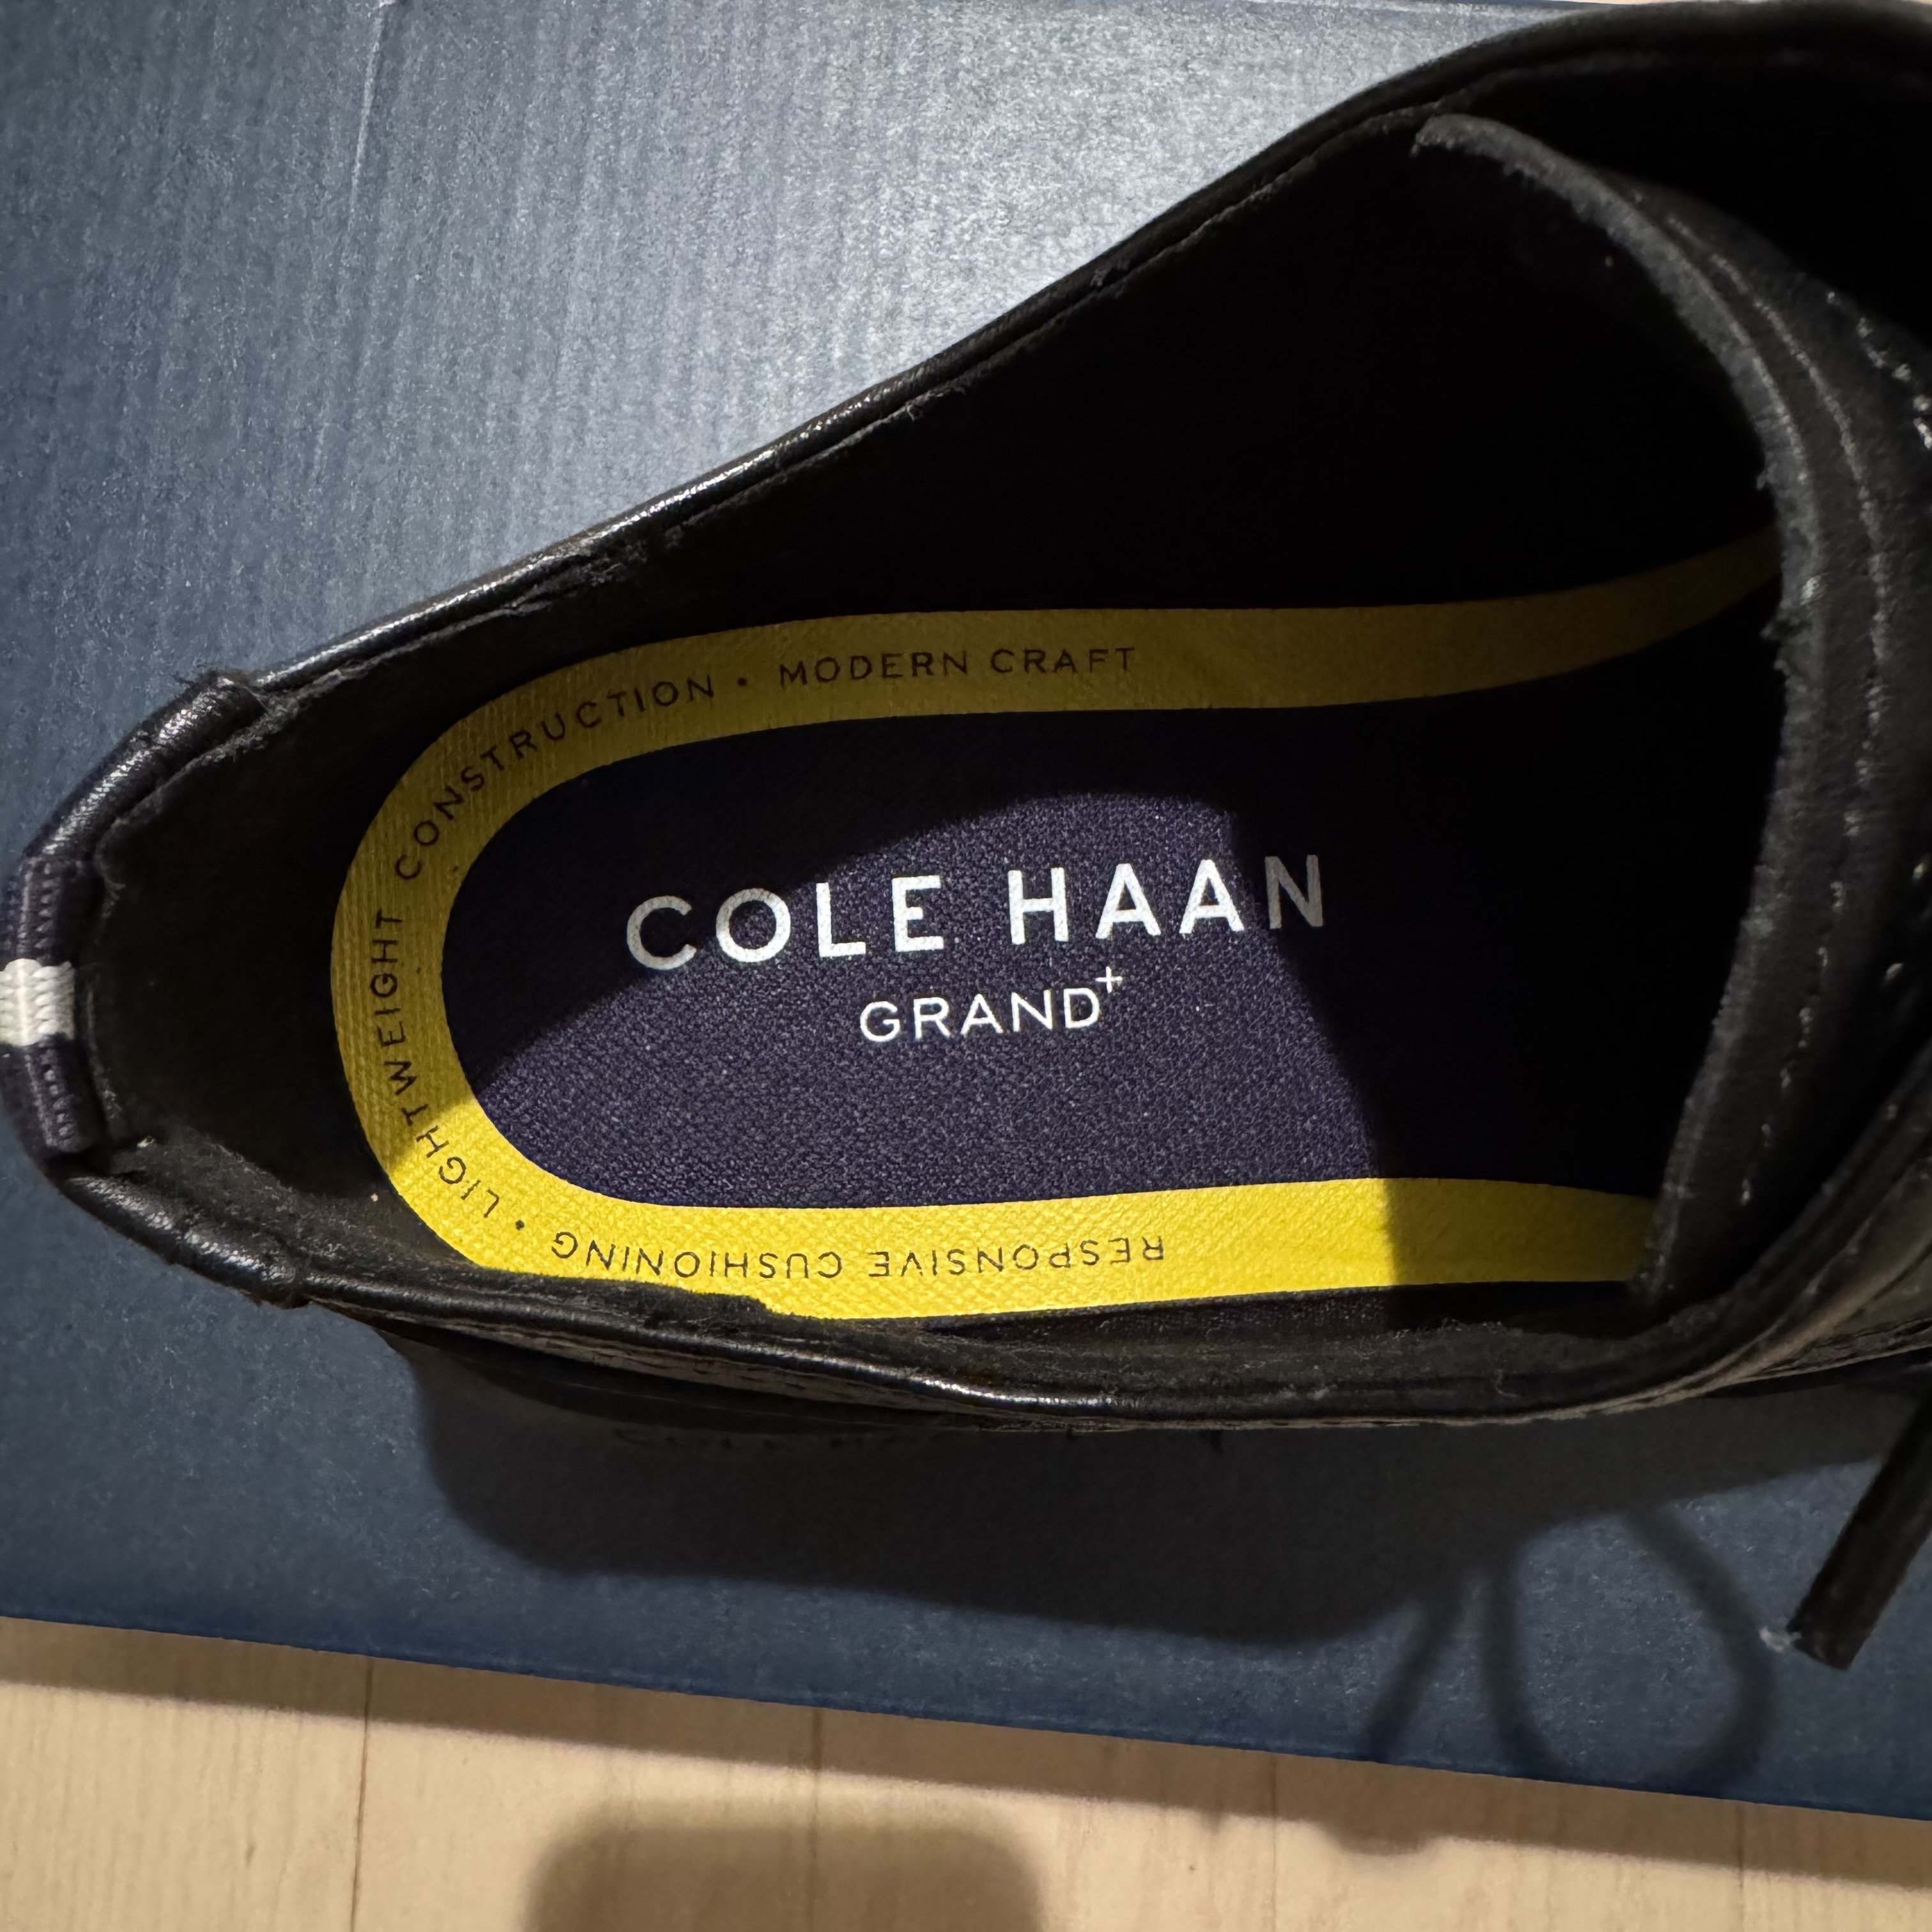 RESPONSIVE CUSHIONING • LIGHTWEIGHT CONSTRUCTION • MODERN CRAFT
COLE HAAN
GRAND+